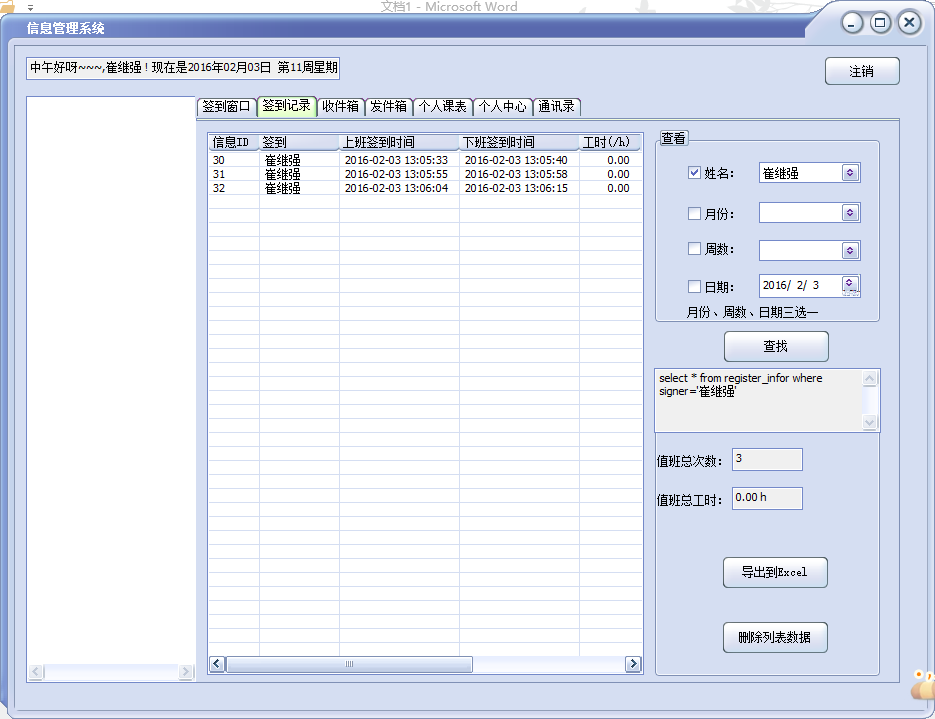 文档1 - Microsoft Word
信息管理系统
中午好呀~~~,崔继强！现在是2016年02月03日 第11周星期
注销
签到窗口 签到记录 收件箱 发件箱 个人课表 个人中心 通讯录
信息ID 签到 上班签到时间 下班签到时间 工时(/h)
30 崔继强 2016-02-03 13:05:33 2016-02-03 13:05:40 0.00
31 崔继强 2016-02-03 13:05:55 2016-02-03 13:05:58 0.00
32 崔继强 2016-02-03 13:06:04 2016-02-03 13:06:15 0.00
查看
姓名： 崔继强
月份：
周数：
日期： 2016/ 2/ 3
月份、周数、日期三选一
查找
select * from register_infor where
signer='崔继强'
值班总次数： 3
值班总工时： 0.00 h
导出到Excel
删除列表数据